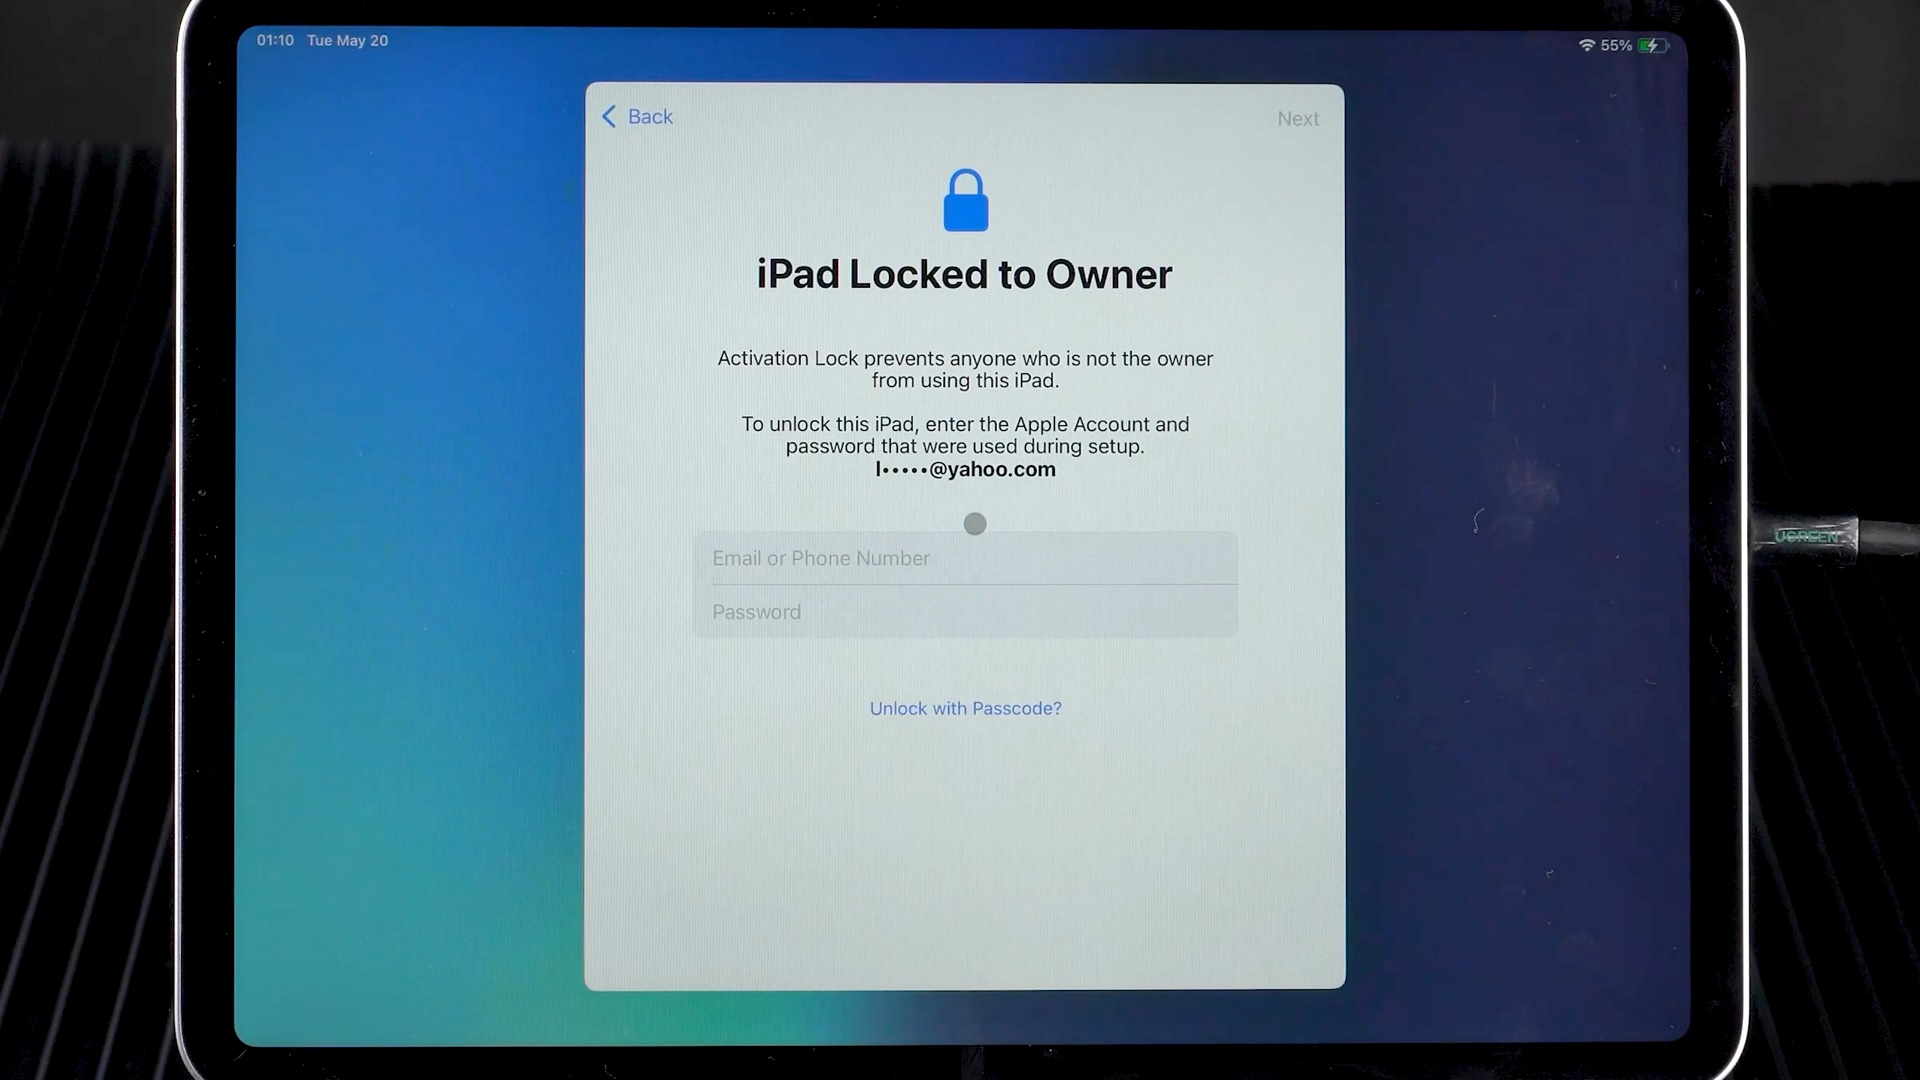 01:10 Tue May 20
55%
Back
Next
iPad Locked to Owner
Activation Lock prevents anyone who is not the owner
from using this iPad.
To unlock this iPad, enter the Apple Account and
password that were used during setup.
l•••••@yahoo.com
Email or Phone Number
Password
Unlock with Passcode?
UGREEN